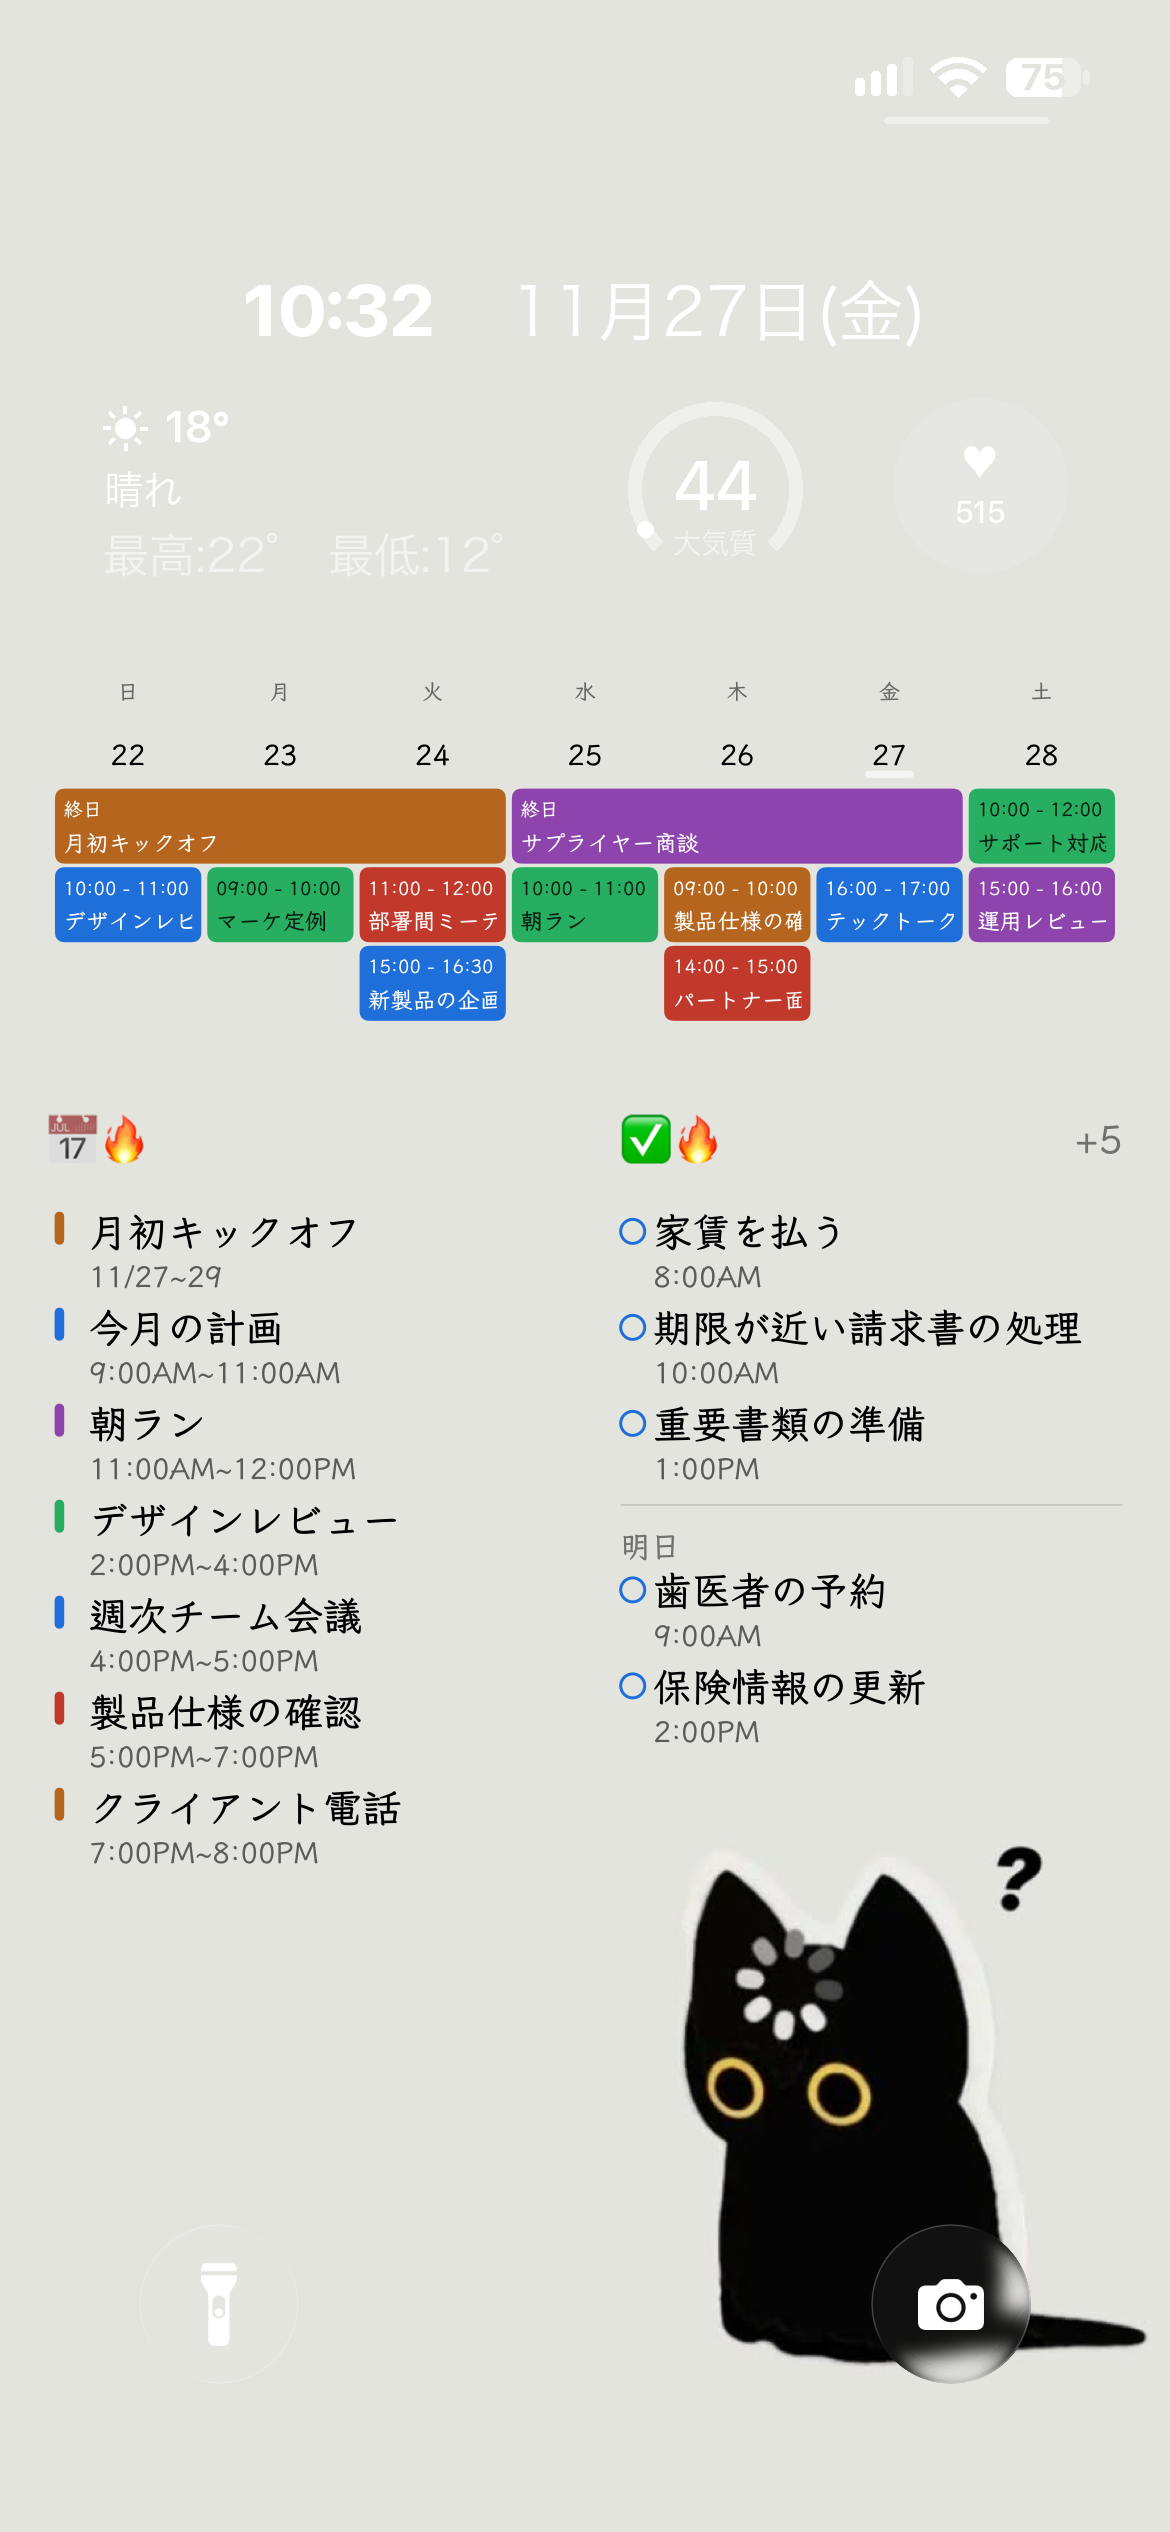 75
10:32 11月27日(金)
18°
晴れ
最高:22° 最低:12°
44
大気質
515
日 月 火 水 木 金 土
22 23 24 25 26 27 28
終日
月初キックオフ
終日
サプライヤー商談
10:00 - 12:00
サポート対応
10:00 - 11:00
デザインレビ
09:00 - 10:00
マーケ定例
11:00 - 12:00
部署間ミーテ
10:00 - 11:00
朝ラン
09:00 - 10:00
製品仕様の確
16:00 - 17:00
テックトーク
15:00 - 16:00
運用レビュー
15:00 - 16:30
新製品の企画
14:00 - 15:00
パートナー面
JUL
17
月初キックオフ
11/27~29
今月の計画
9:00AM~11:00AM
朝ラン
11:00AM~12:00PM
デザインレビュー
2:00PM~4:00PM
週次チーム会議
4:00PM~5:00PM
製品仕様の確認
5:00PM~7:00PM
クライアント電話
7:00PM~8:00PM
+5
家賃を払う
8:00AM
期限が近い請求書の処理
10:00AM
重要書類の準備
1:00PM
明日
歯医者の予約
9:00AM
保険情報の更新
2:00PM
?